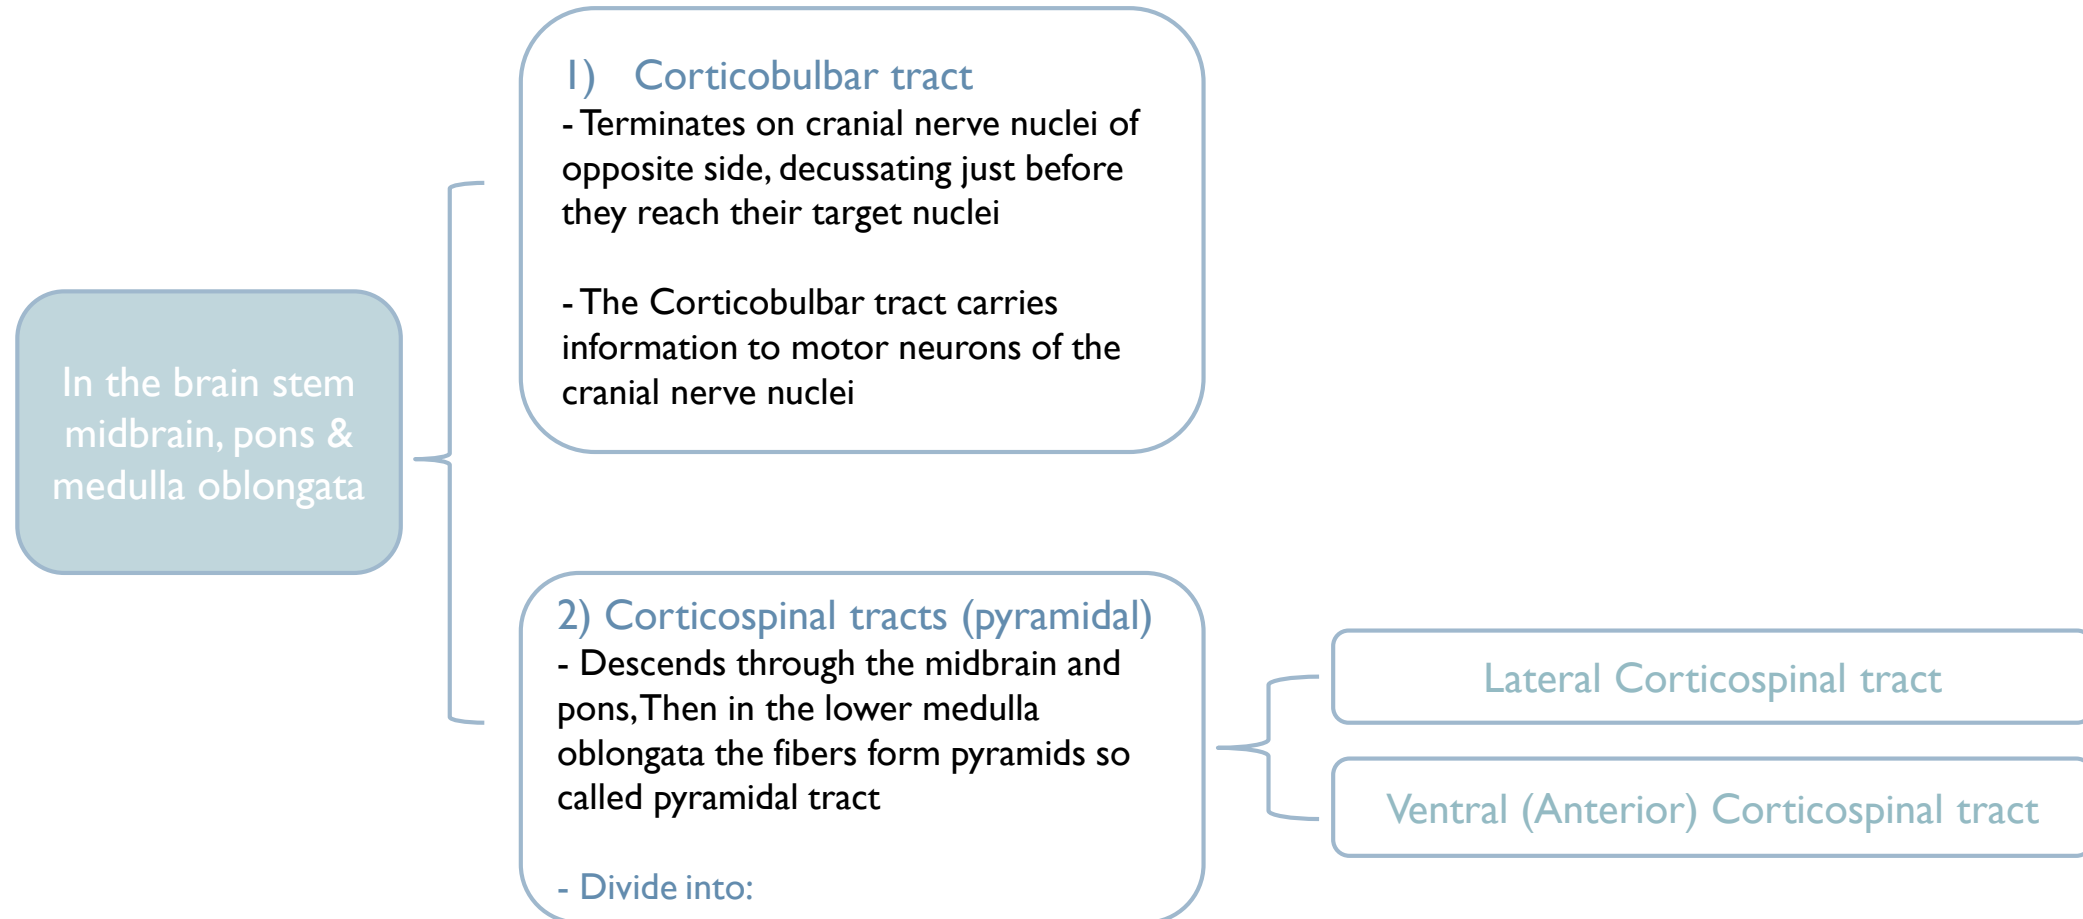 In the brain stem
midbrain, pons &
medulla oblongata
1) Corticobulbar tract
- Terminates on cranial nerve nuclei of
opposite side, decussating just before
they reach their target nuclei
- The Corticobulbar tract carries
information to motor neurons of the
cranial nerve nuclei
2) Corticospinal tracts (pyramidal)
- Descends through the midbrain and
pons, Then in the lower medulla
oblongata the fibers form pyramids so
called pyramidal tract
- Divide into:
Lateral Corticospinal tract
Ventral (Anterior) Corticospinal tract